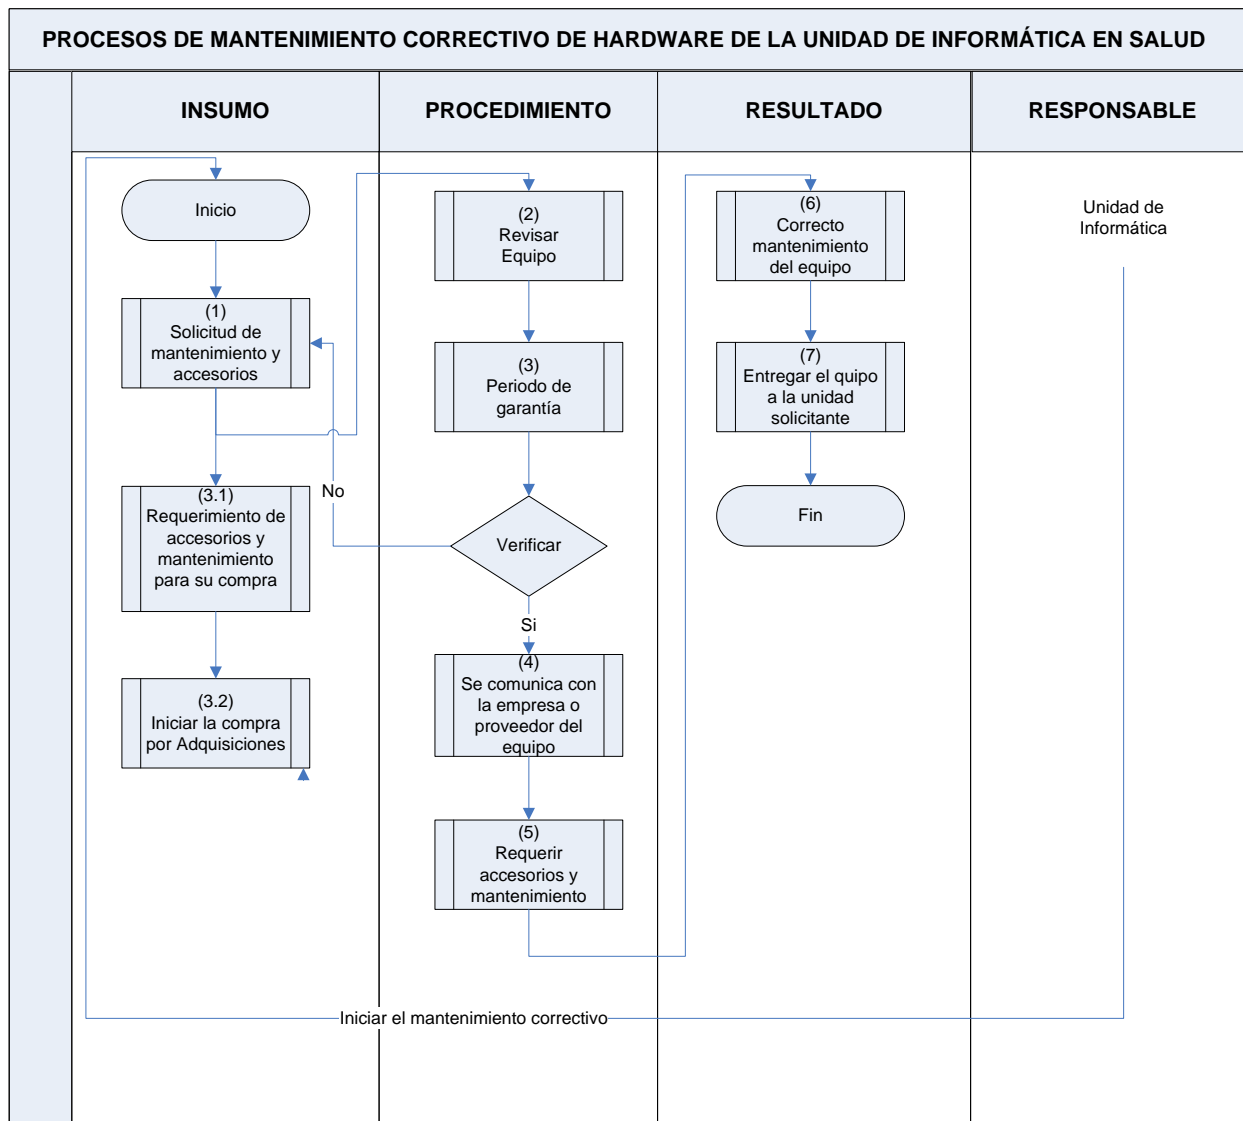 PROCESOS DE MANTENIMIENTO CORRECTIVO DE HARDWARE DE LA UNIDAD DE INFORMÁTICA EN SALUD
INSUMO
PROCEDIMIENTO
RESULTADO
RESPONSABLE
Inicio
(1)
Solicitud de
mantenimiento y
accesorios
(3.1)
Requerimiento de
accesorios y
mantenimiento
para su compra
(3.2)
Iniciar la compra
por Adquisiciones
No
(2)
Revisar
Equipo
(3)
Periodo de
garantía
Verificar
Si
(4)
Se comunica con
la empresa o
proveedor del
equipo
(5)
Requerir
accesorios y
mantenimiento
(6)
Correcto
mantenimiento
del equipo
(7)
Entregar el quipo
a la unidad
solicitante
Fin
Unidad de
Informática
Iniciar el mantenimiento correctivo